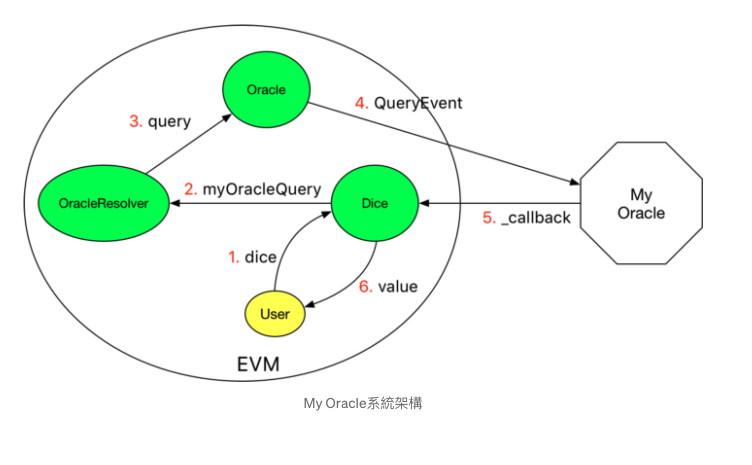 Oracle
4. QueryEvent
3. query
OracleResolver
2. myOracleQuery
Dice
My
Oracle
5. _callback
1. dice
6. value
User
EVM
My Oracle系統架構